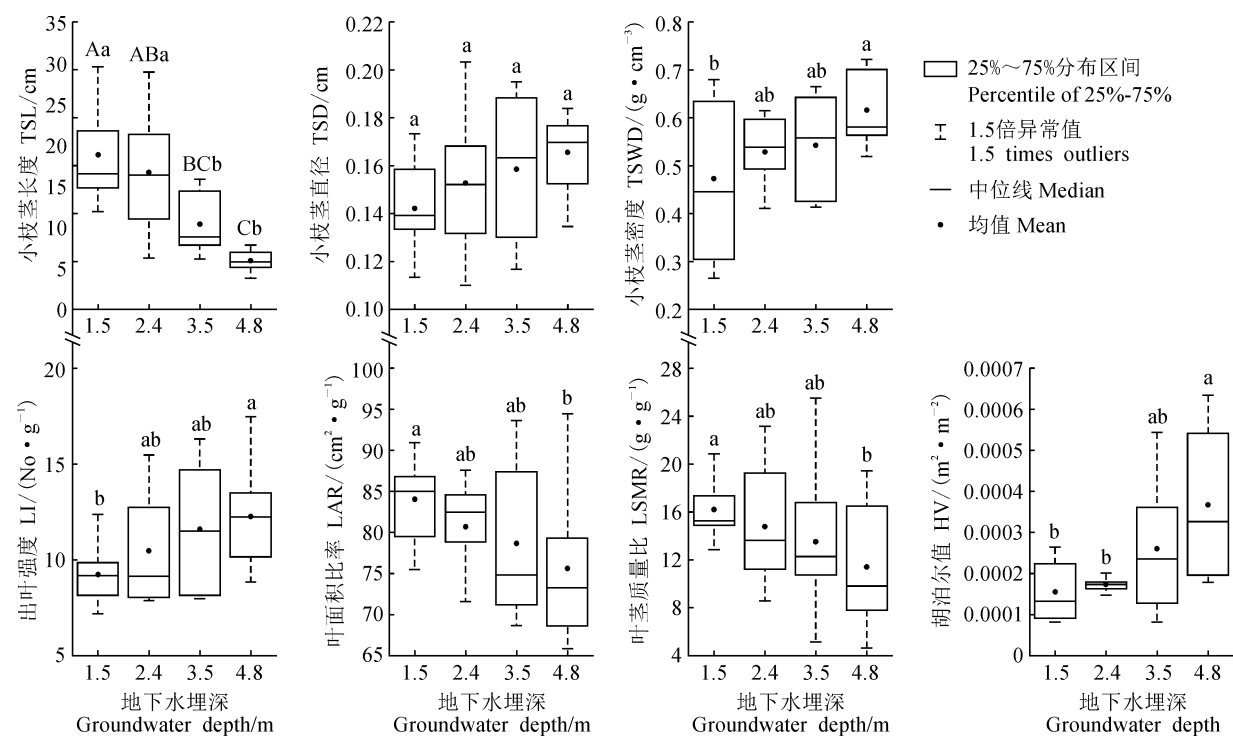 小枝茎长度 TSL/cm
35
30
25
20
15
10
5
0
Aa
ABa
BCb
Cb
1.5 2.4 3.5 4.8
小枝茎直径 TSD/cm
0.22
0.20
0.18
0.16
0.14
0.12
0.10
a
a
a
a
1.5 2.4 3.5 4.8
小枝茎密度 TSWD/(g·cm⁻³)
0.8
0.7
0.6
0.5
0.4
0.3
0.2
b
ab
ab
a
1.5 2.4 3.5 4.8
25%～75%分布区间
Percentile of 25%-75%
1.5倍异常值
1.5 times outliers
中位线 Median
均值 Mean
出叶强度 LI/(No·g⁻¹)
20
15
10
5
b
ab
ab
a
1.5 2.4 3.5 4.8
地下水埋深
Groundwater depth/m
叶面积比率 LAR/(cm²·g⁻¹)
100
95
90
85
80
75
70
65
a
ab
ab
b
1.5 2.4 3.5 4.8
地下水埋深
Groundwater depth/m
叶茎质量比 LSMR/(g·g⁻¹)
28
24
20
16
12
8
4
a
ab
ab
b
1.5 2.4 3.5 4.8
地下水埋深
Groundwater depth/m
胡泊尔值 HV/(m²·m⁻²)
0.0007
0.0006
0.0005
0.0004
0.0003
0.0002
0.0001
0
b
b
ab
a
1.5 2.4 3.5 4.8
地下水埋深
Groundwater depth